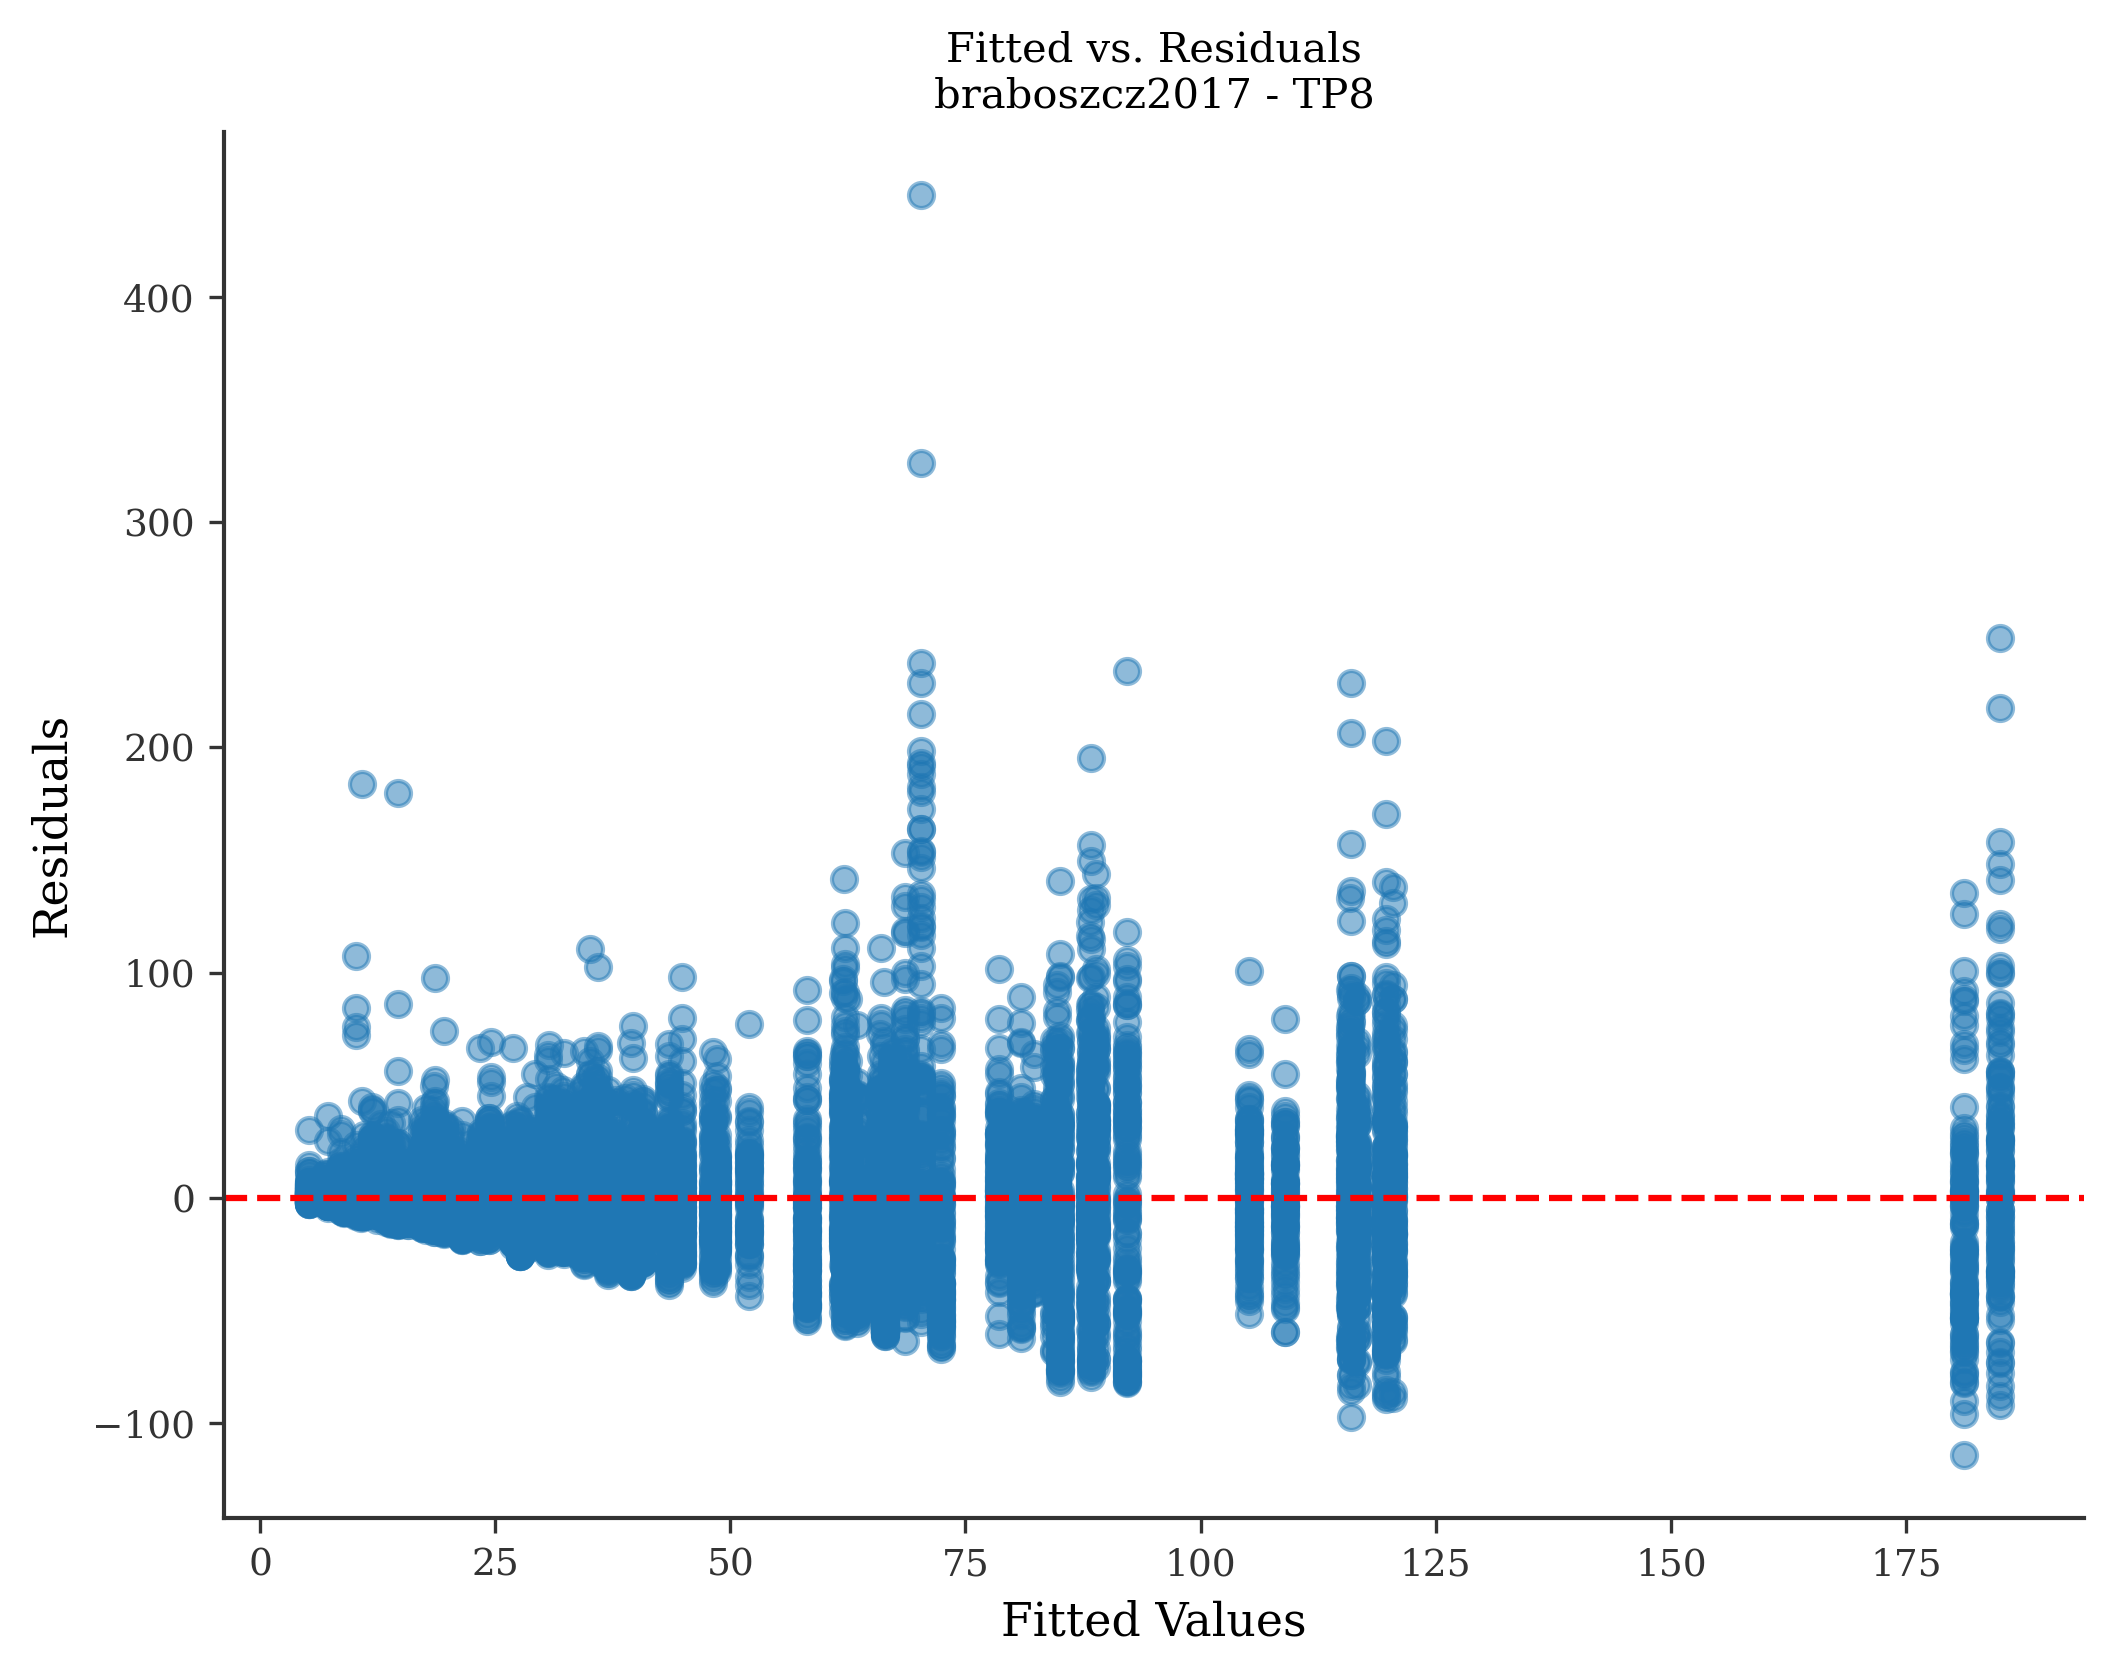 Fitted vs. Residuals
braboszcz2017 - TP8
Residuals
400
300
200
100
0
−100
0 25 50 75 100 125 150 175
Fitted Values